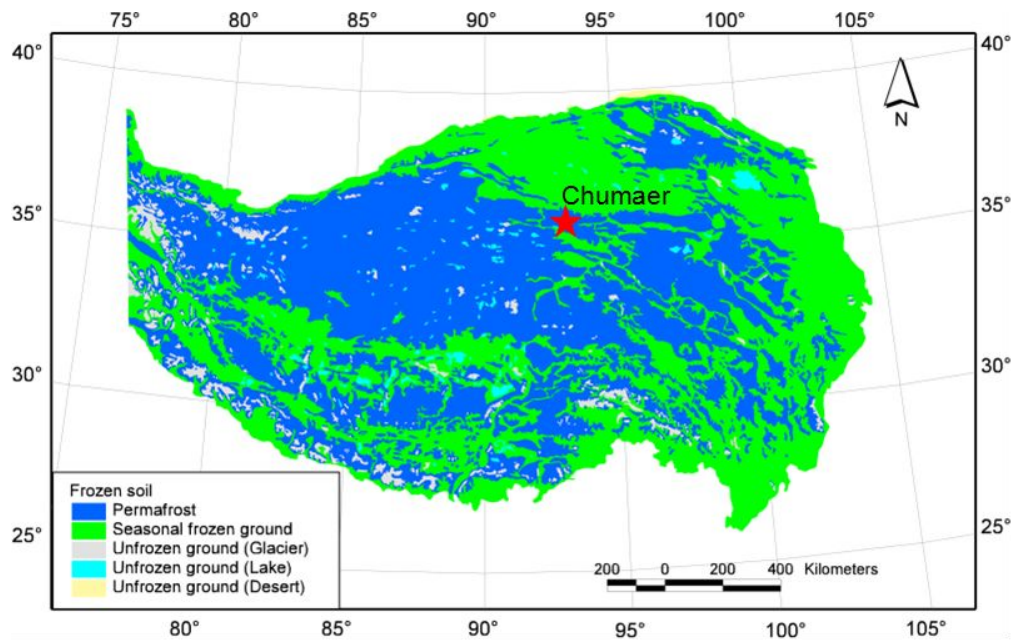 75° 80° 85° 90° 95° 100° 105°
40° 40°
N
Chumaer
35° 35°
30° 30°
Frozen soil
Permafrost
Seasonal frozen ground
Unfrozen ground (Glacier)
Unfrozen ground (Lake)
Unfrozen ground (Desert)
25° 25°
200 0 200 400 Kilometers
80° 85° 90° 95° 100° 105°